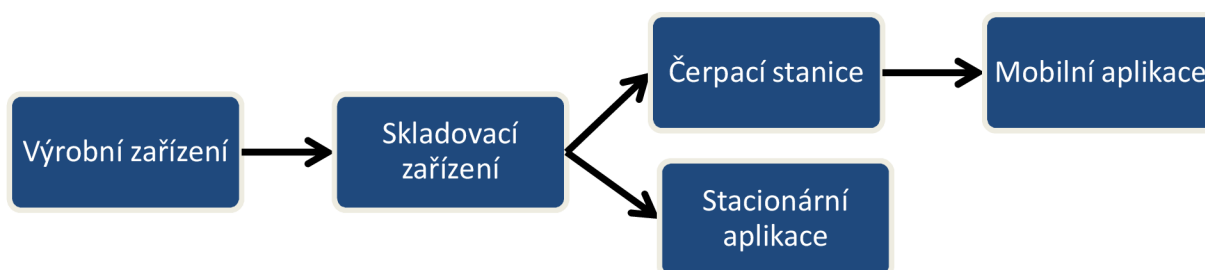 Výrobní zařízení
Skladovací
zařízení
Čerpací stanice
Mobilní aplikace
Stacionární
aplikace